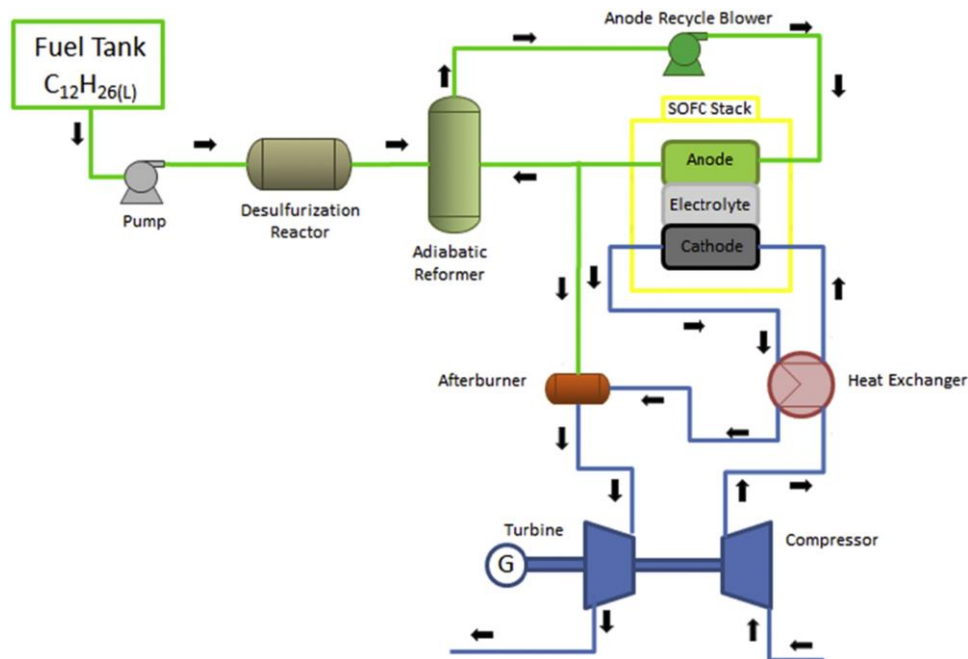 Anode Recycle Blower
Fuel Tank
C₁₂H₂₆₍L₎
SOFC Stack
Anode
Electrolyte
Cathode
Pump
Desulfurization
Reactor
Adiabatic
Reformer
Afterburner
Heat Exchanger
Turbine
Compressor
G